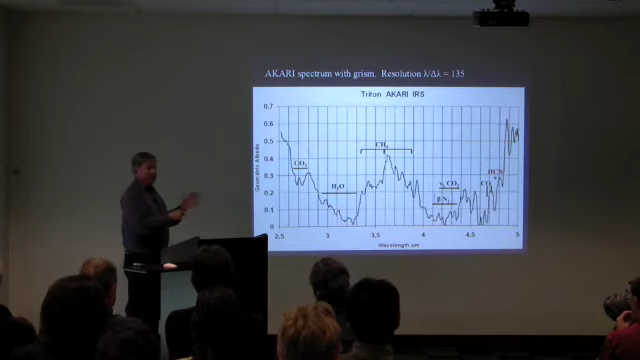 AKARI spectrum with grism. Resolution λ/Δλ = 135
Triton AKARI IRS
0.7
0.6
0.5
0.4
0.3
0.2
0.1
0
Geometric Albedo
CO₂
H₂O
CH₄
ν₃ CO₂
β N₂
CO
HCN
2.5 3 3.5 4 4.5 5
Wavelength um